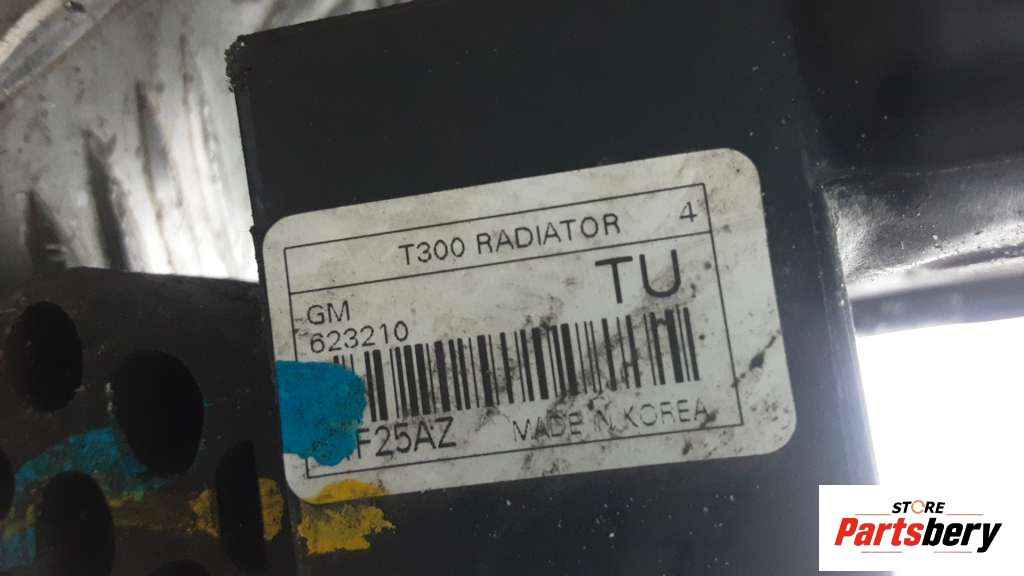 T300 RADIATOR 4
GM
TU
623210
F25AZ MADE IN KOREA
STORE
Partsbery